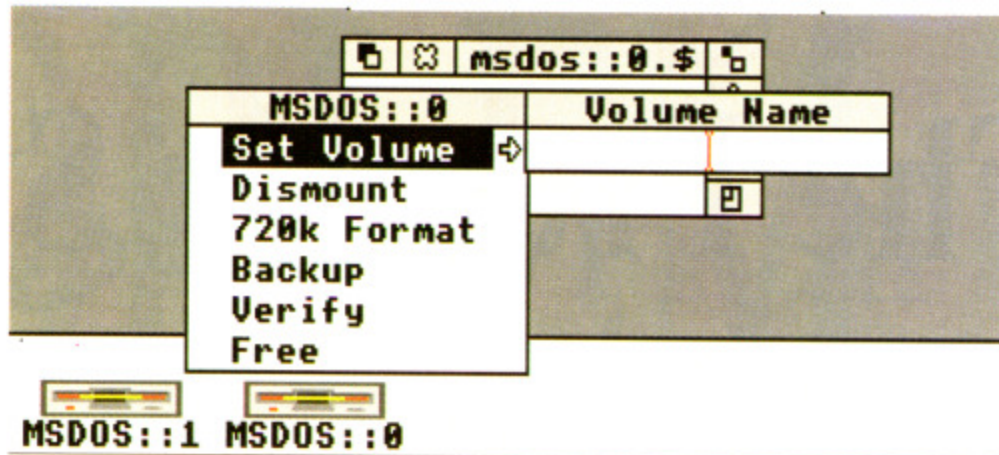 msdos::0.$
MSDOS::0
Volume Name
Set Volume
Dismount
720k Format
Backup
Verify
Free
MSDOS::1
MSDOS::0